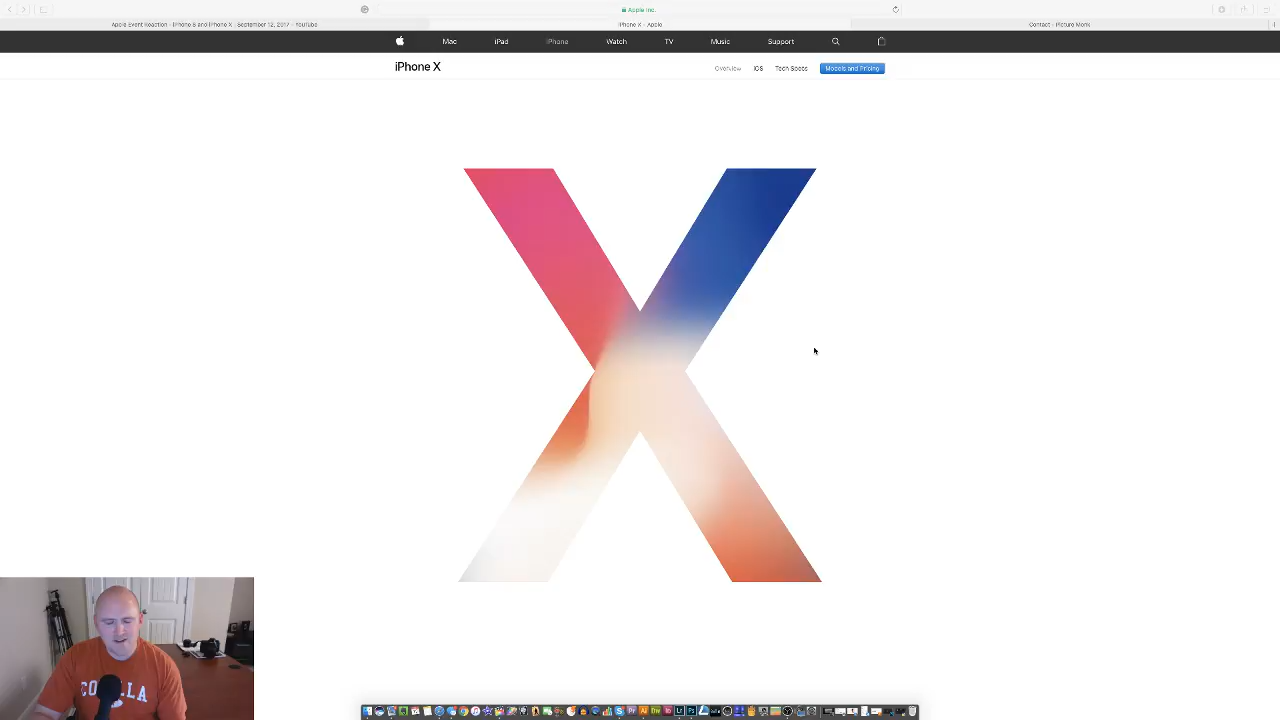 Apple Inc.
Apple Event Reaction - iPhone 8 and iPhone X - September 12, 2017 - YouTube
iPhone X - Apple
Contact - Picture Monk
Mac iPad iPhone Watch TV Music Support
iPhone X
Overview iOS Tech Specs Models and Pricing
X